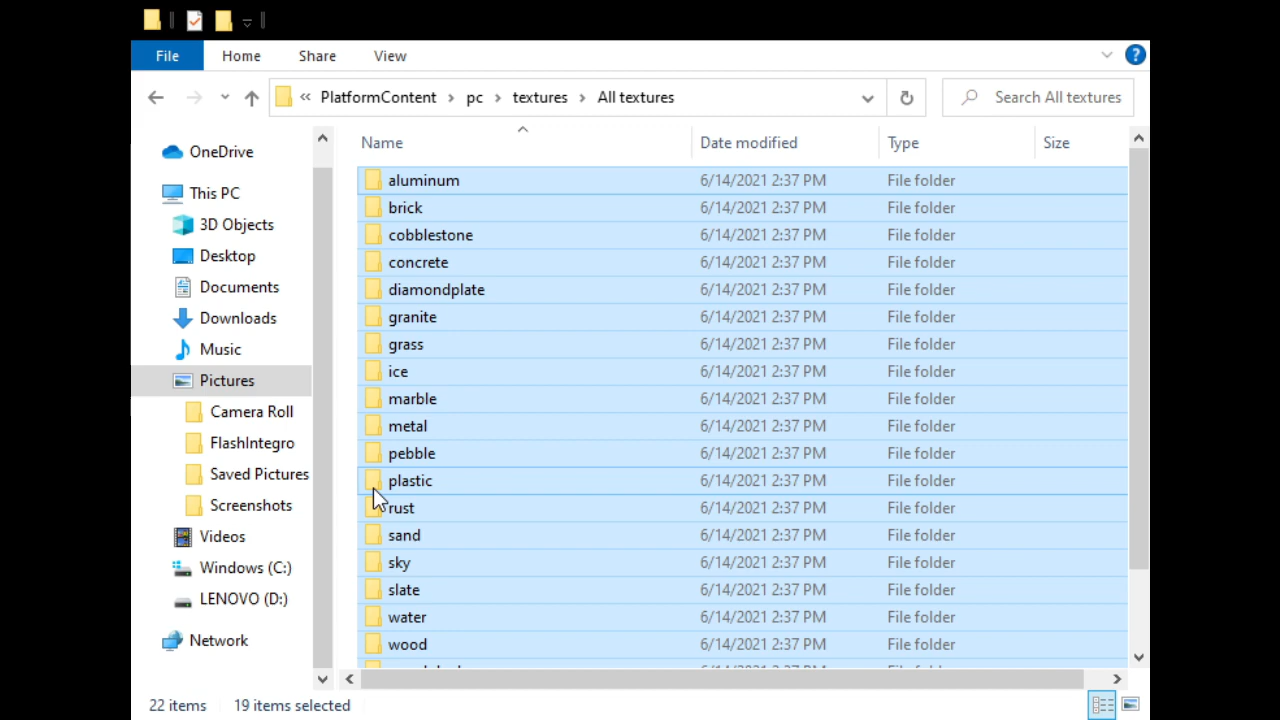 File Home Share View
« PlatformContent › pc › textures › All textures Search All textures
Name Date modified Type Size
OneDrive
This PC
3D Objects
Desktop
Documents
Downloads
Music
Pictures
Camera Roll
FlashIntegro
Saved Pictures
Screenshots
Videos
Windows (C:)
LENOVO (D:)
Network
aluminum 6/14/2021 2:37 PM File folder
brick 6/14/2021 2:37 PM File folder
cobblestone 6/14/2021 2:37 PM File folder
concrete 6/14/2021 2:37 PM File folder
diamondplate 6/14/2021 2:37 PM File folder
granite 6/14/2021 2:37 PM File folder
grass 6/14/2021 2:37 PM File folder
ice 6/14/2021 2:37 PM File folder
marble 6/14/2021 2:37 PM File folder
metal 6/14/2021 2:37 PM File folder
pebble 6/14/2021 2:37 PM File folder
plastic 6/14/2021 2:37 PM File folder
rust 6/14/2021 2:37 PM File folder
sand 6/14/2021 2:37 PM File folder
sky 6/14/2021 2:37 PM File folder
slate 6/14/2021 2:37 PM File folder
water 6/14/2021 2:37 PM File folder
wood 6/14/2021 2:37 PM File folder
22 items 19 items selected